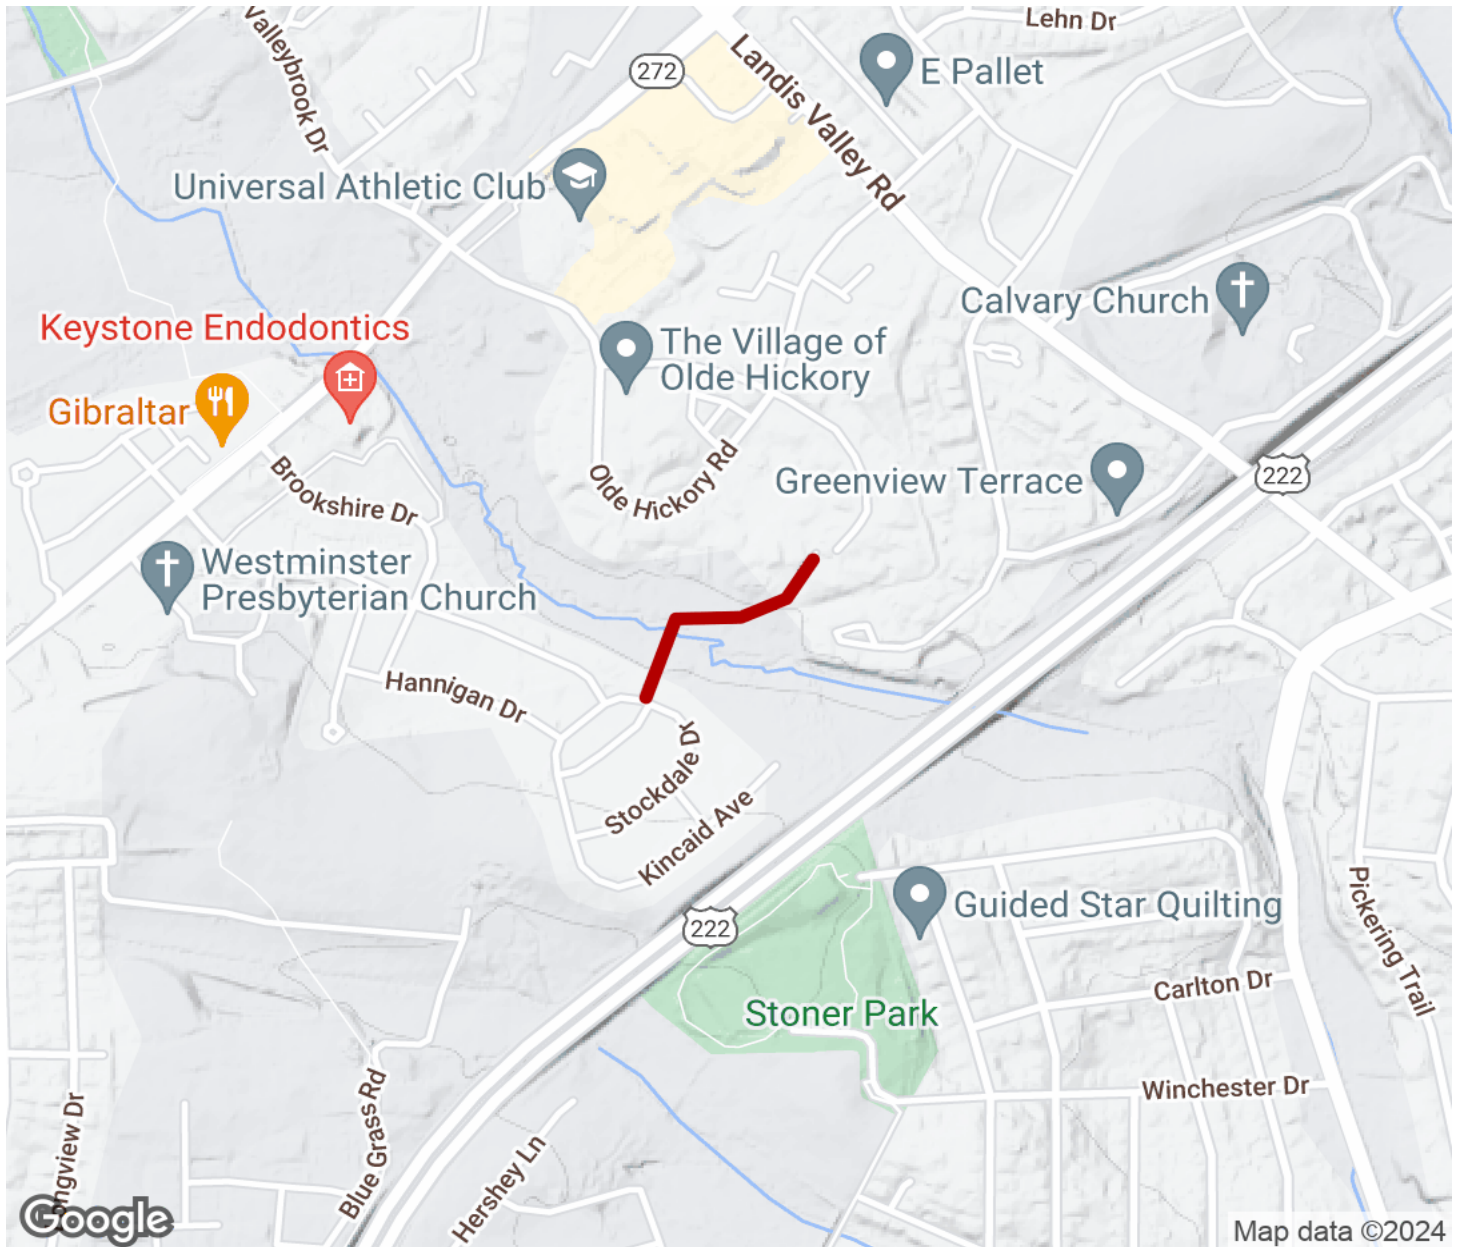 Lehn Dr
Valleybrook Dr
272
Landis Valley Rd
E Pallet
Universal Athletic Club
Calvary Church
Keystone Endodontics
The Village of
Olde Hickory
Gibraltar
Olde Hickory Rd
Greenview Terrace
222
Brookshire Dr
Westminster
Presbyterian Church
Hannigan Dr
Stockdale Dr
Kincaid Ave
222
Guided Star Quilting
Pickering Trail
Carlton Dr
Stoner Park
Winchester Dr
Blue Grass Rd
Hershey Ln
Google
Map data ©2024